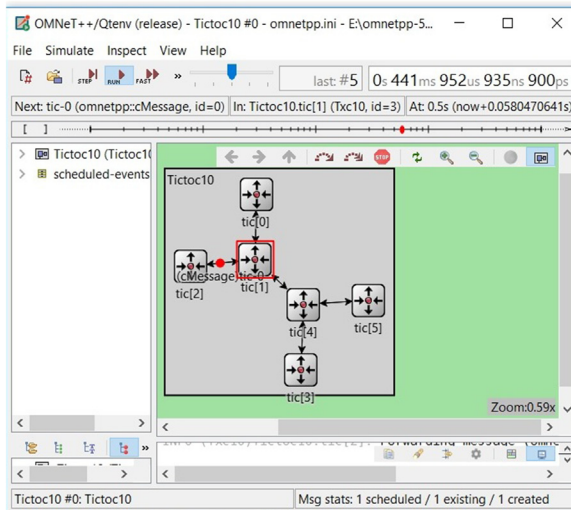 OMNeT++/Qtenv (release) - Tictoc10 #0 - omnetpp.ini - E:\omnetpp-5...
File Simulate Inspect View Help
STEP RUN FAST » last: #5 0s 441ms 952us 935ns 900ps
Next: tic-0 (omnetpp::cMessage, id=0) In: Tictoc10.tic[1] (Txc10, id=3) At: 0.5s (now+0.0580470641s)
[ ]
Tictoc10 (Tictoc10
scheduled-events
STOP
Tictoc10
tic[0]
(cMessage)tic-0
tic[2]
tic[1]
tic[4]
tic[5]
tic[3]
Zoom:0.59x
»
Tictoc10 #0: Tictoc10 Msg stats: 1 scheduled / 1 existing / 1 created